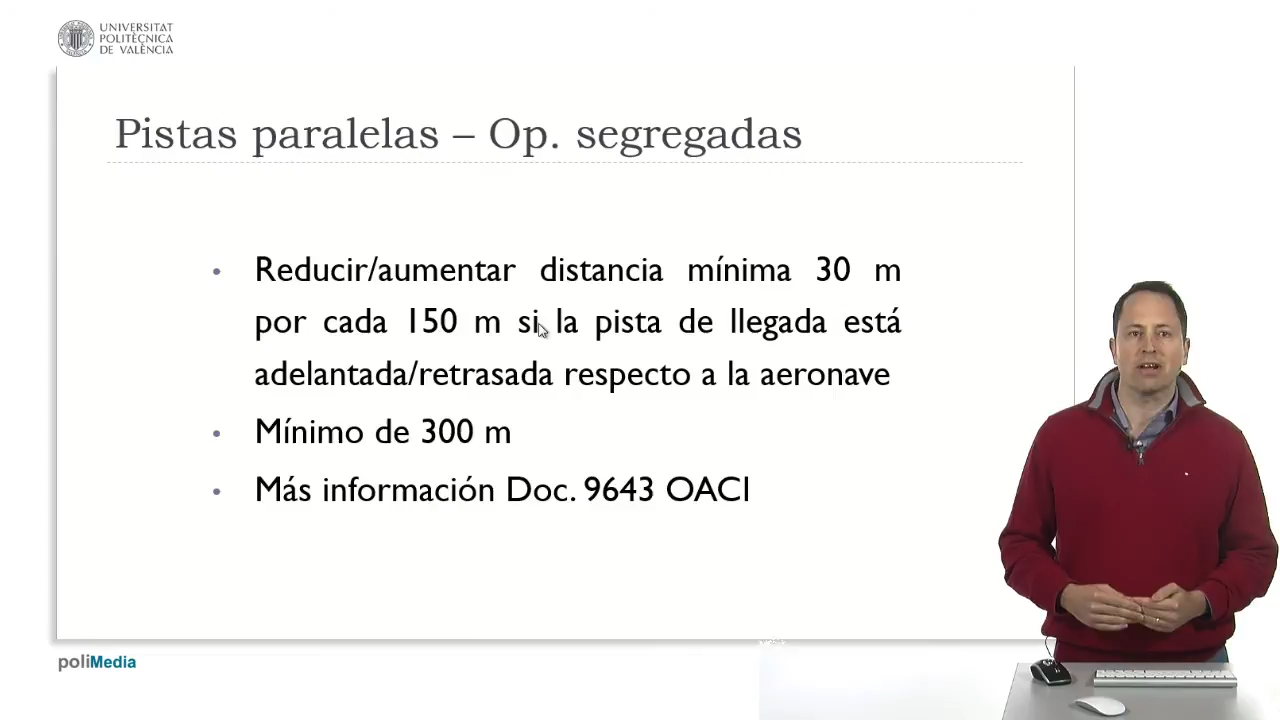 UNIVERSITAT
POLITÈCNICA
DE VALÈNCIA
Pistas paralelas – Op. segregadas
• Reducir/aumentar distancia mínima 30 m
por cada 150 m si la pista de llegada está
adelantada/retrasada respecto a la aeronave
• Mínimo de 300 m
• Más información Doc. 9643 OACI
poliMedia